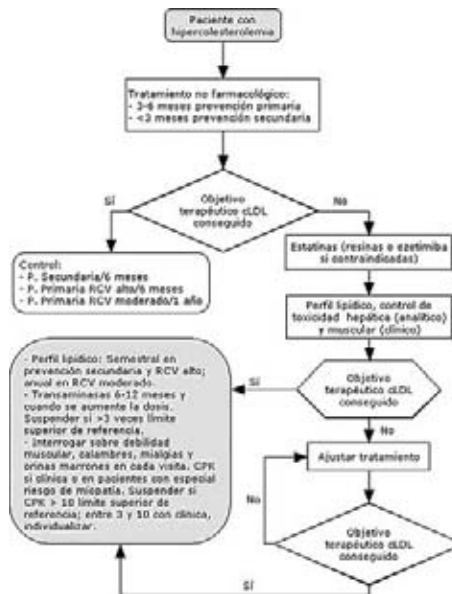 Paciente con
hipercolesterolemia
Tratamiento no farmacológico:
- 3-6 meses prevención primaria
- <3 meses prevención secundaria
Objetivo
terapéutico cLDL
conseguido
Sí
No
Control:
- P. Secundaria/6 meses
- P. Primaria RCV alto/6 meses
- P. Primaria RCV moderado/1 año
Estatinas (resinas o ezetimiba
si contraindicadas)
Perfil lipídico, control de
toxicidad hepática (analítico)
y muscular (clínico)
Objetivo
terapéutico cLDL
conseguido
Sí
No
- Perfil lipídico: Semestral en
prevención secundaria y RCV alto;
anual en RCV moderado.
- Transaminasas 6-12 meses y
cuando se aumente la dosis.
Suspender si >3 veces límite
superior de referencia.
- Interrogar sobre debilidad
muscular, calambres, mialgias y
orinas marrones en cada visita. CPK
si clínica o en pacientes con especial
riesgo de miopatía. Suspender si
CPK > 10 límite superior de
referencia; entre 3 y 10 con clínica,
individualizar.
Ajustar tratamiento
No
Objetivo
terapéutico cLDL
conseguido
Sí